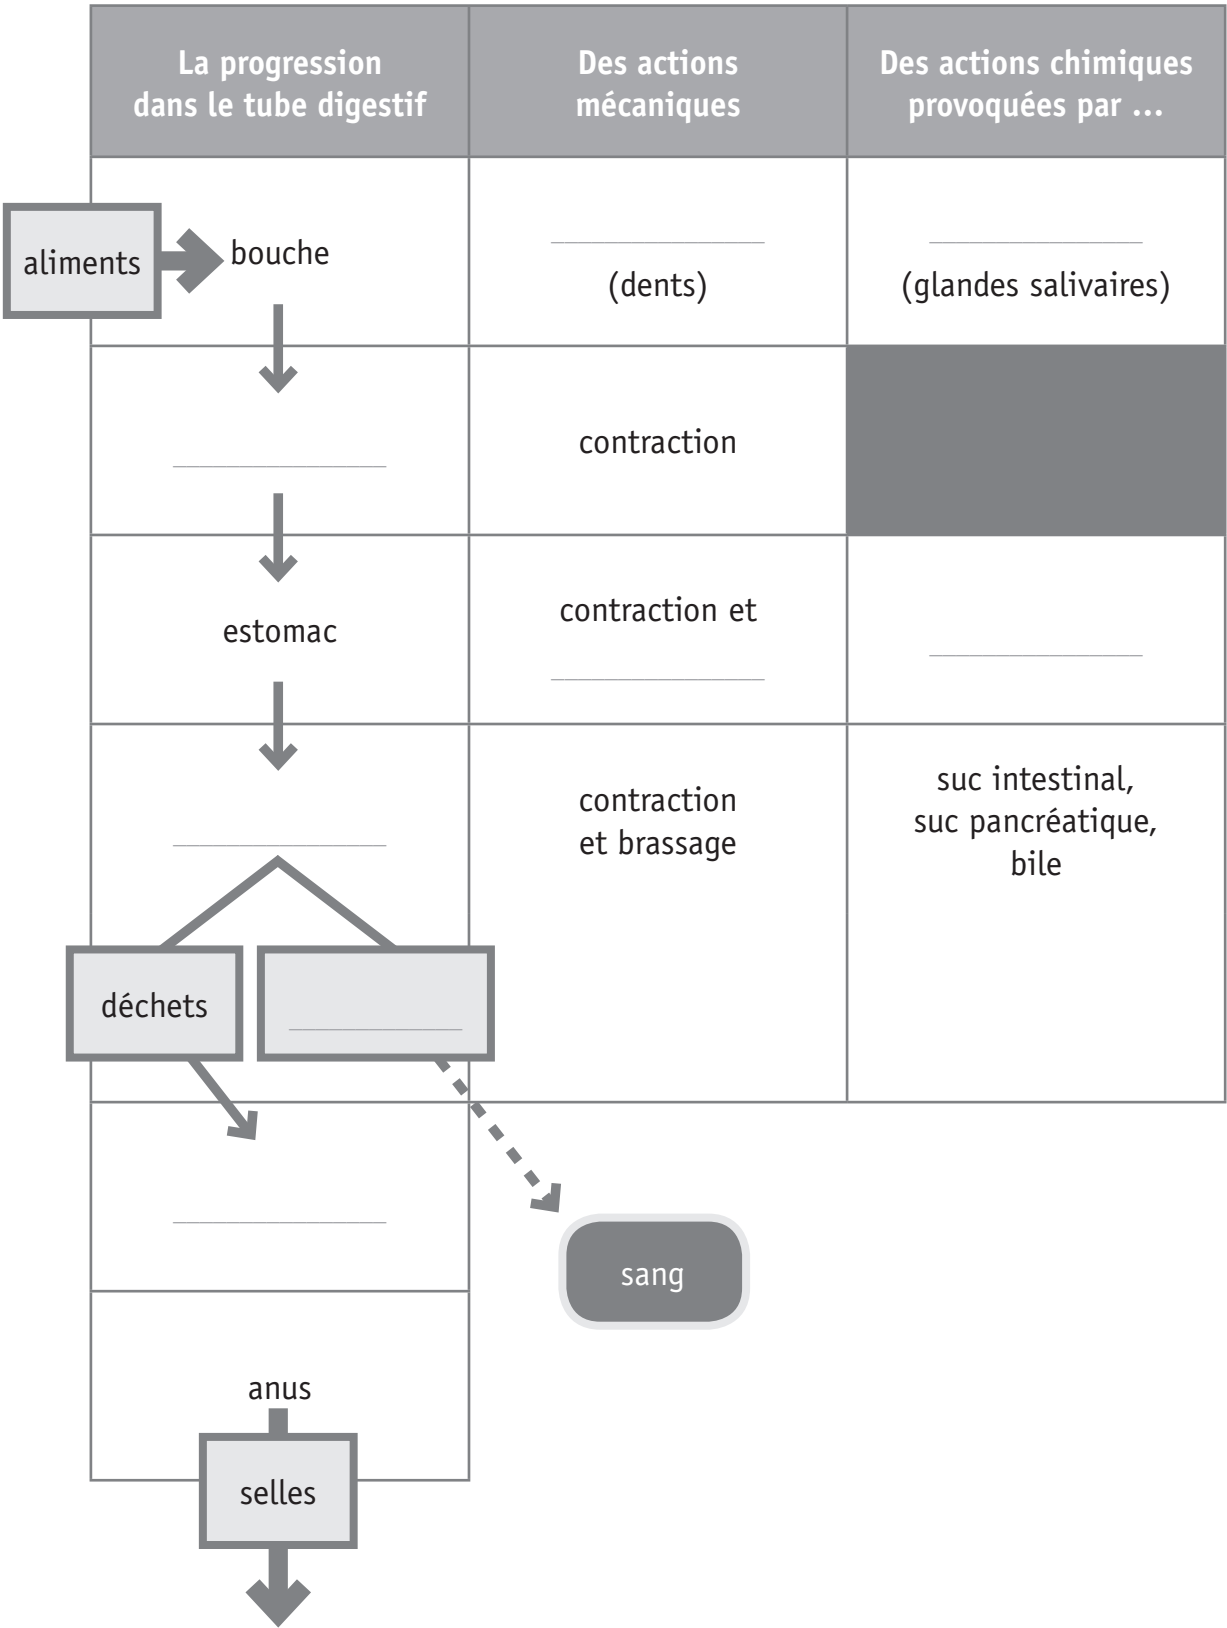 La progression
dans le tube digestif
Des actions
mécaniques
Des actions chimiques
provoquées par ...
aliments
bouche
(dents)
(glandes salivaires)
contraction
estomac
contraction et
contraction
et brassage
suc intestinal,
suc pancréatique,
bile
déchets
sang
anus
selles